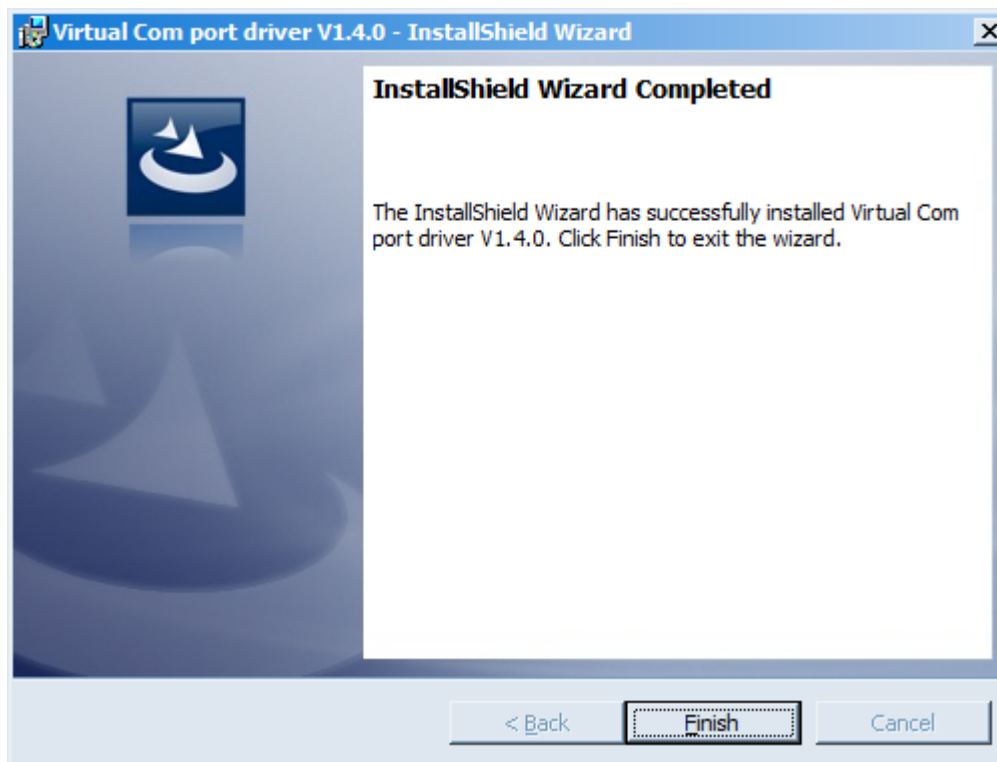 Virtual Com port driver V1.4.0 - InstallShield Wizard
InstallShield Wizard Completed
The InstallShield Wizard has successfully installed Virtual Com
port driver V1.4.0. Click Finish to exit the wizard.
< Back Finish Cancel